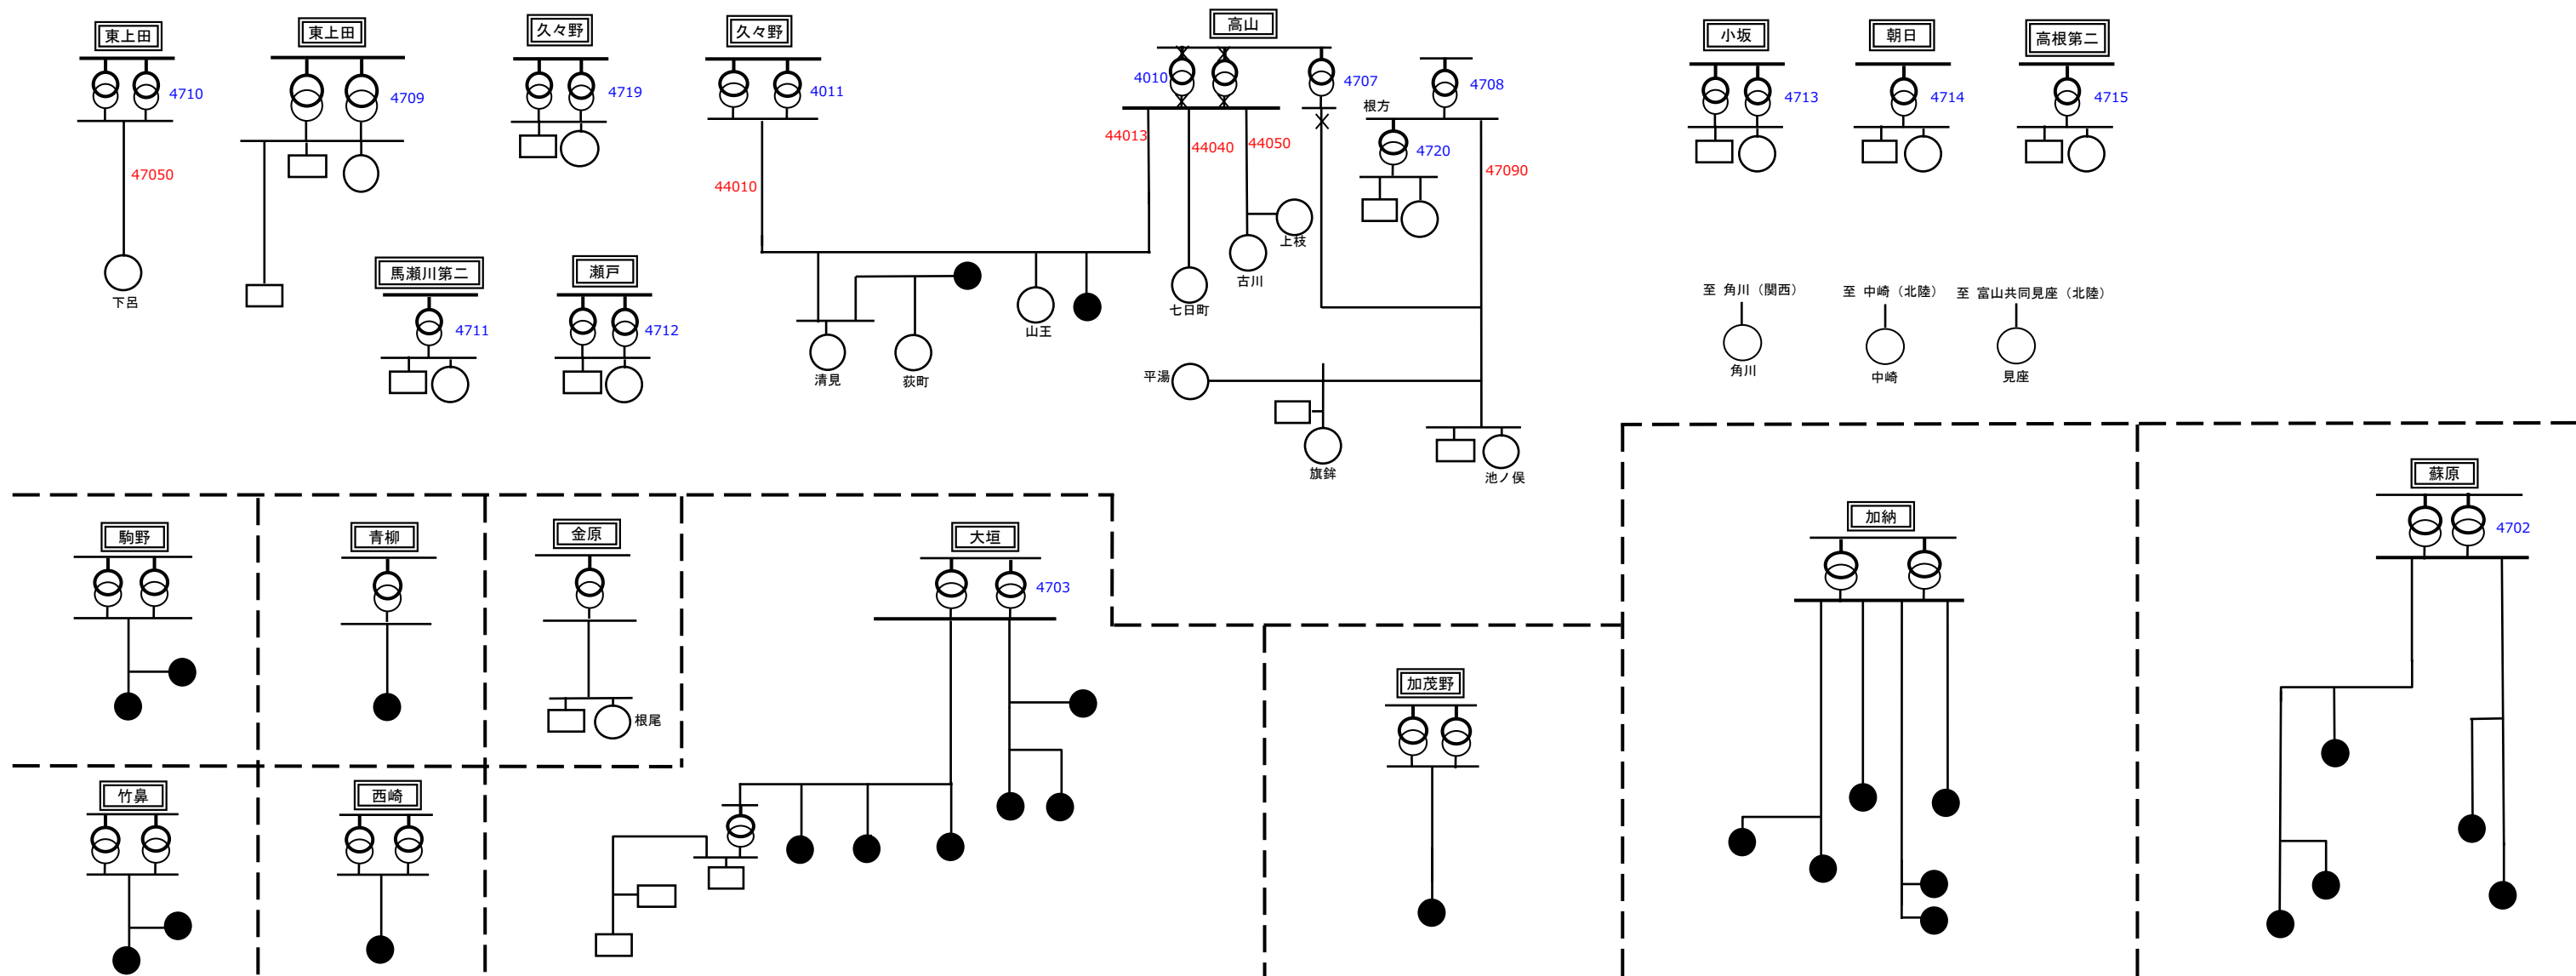 東上田
東上田
久々野
久々野
高山
小坂
朝日
高根第二
4710
4709
4719
4011
4010
4707
4708
4713
4714
4715
根方
44013
44040
44050
4720
47050
44010
47090
上枝
古川
馬瀬川第二
瀬戸
下呂
七日町
山王
4711
4712
清見
荻町
平湯
旗鉾
池ノ俣
至 角川（関西）
至 中崎（北陸）
至 富山共同見座（北陸）
角川
中崎
見座
駒野
青柳
金原
大垣
加納
蘇原
4702
4703
加茂野
根尾
竹鼻
西崎